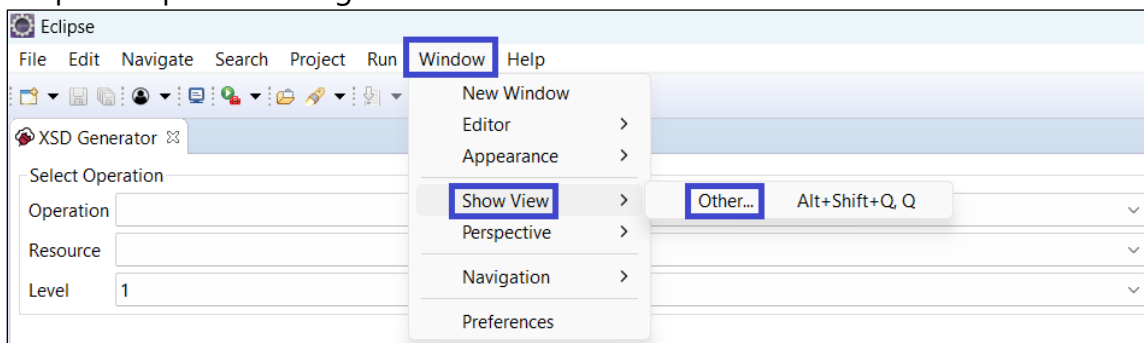 Eclipse
File Edit Navigate Search Project Run Window Help
New Window
XSD Generator
Editor
Appearance
Select Operation
Operation
Show View
Other... Alt+Shift+Q, Q
Perspective
Resource
Navigation
Level 1
Preferences